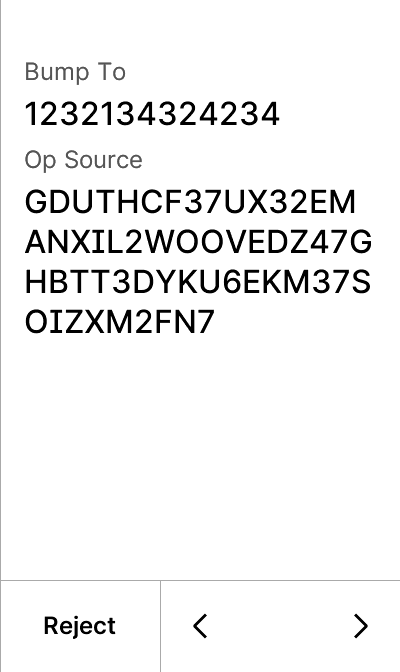 Bump To
1232134324234
Op Source
GDUTHCF37UX32EM
ANXIL2WOOVEDZ47G
HBTT3DYKU6EKM37S
OIZXM2FN7
Reject